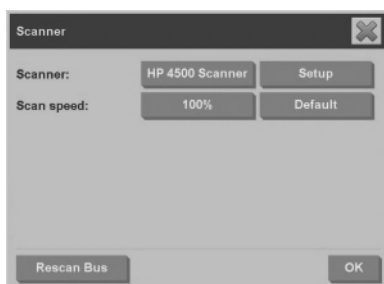 Scanner
Scanner: HP 4500 Scanner Setup
Scan speed: 100% Default
Rescan Bus OK